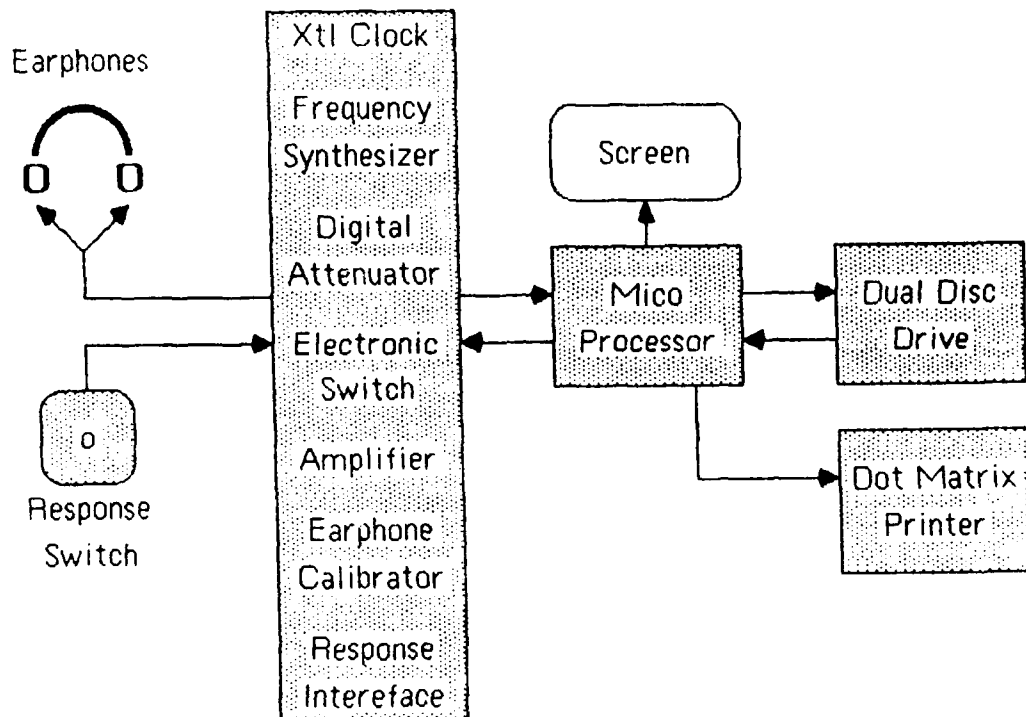 Earphones
Response
Switch
Xtl Clock
Frequency
Synthesizer
Digital
Attenuator
Electronic
Switch
Amplifier
Earphone
Calibrator
Response
Intereface
Screen
Mico
Processor
Dual Disc
Drive
Dot Matrix
Printer